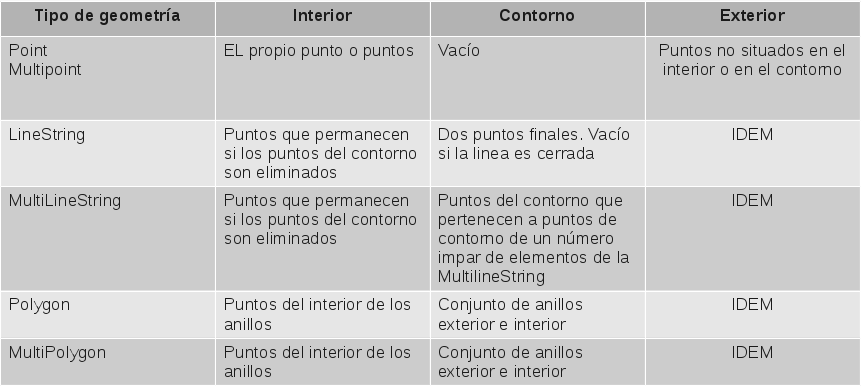 Tipo de geometría Interior Contorno Exterior
Point
Multipoint
EL propio punto o puntos
Vacío
Puntos no situados en el
interior o en el contorno
LineString
Puntos que permanecen
si los puntos del contorno
son eliminados
Dos puntos finales. Vacío
si la linea es cerrada
IDEM
MultiLineString
Puntos que permanecen
si los puntos del contorno
son eliminados
Puntos del contorno que
pertenecen a puntos de
contorno de un número
impar de elementos de la
MultilineString
IDEM
Polygon
Puntos del interior de los
anillos
Conjunto de anillos
exterior e interior
IDEM
MultiPolygon
Puntos del interior de los
anillos
Conjunto de anillos
exterior e interior
IDEM